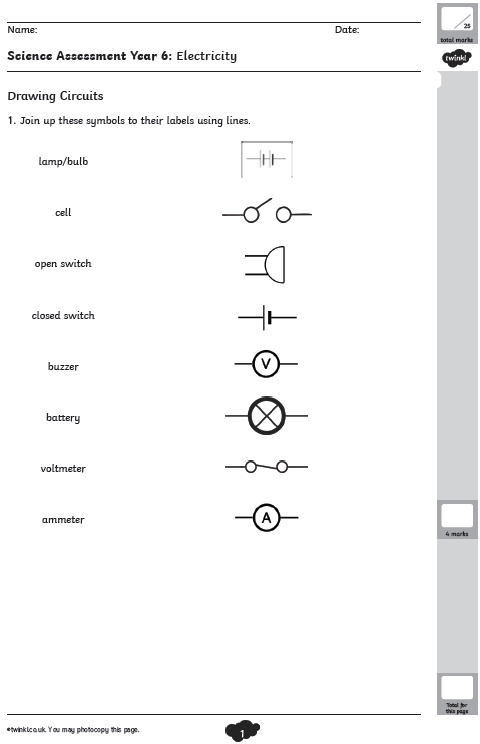 Name:
Date:
25
total marks
twinkl
Science Assessment Year 6: Electricity
Drawing Circuits
1. Join up these symbols to their labels using lines.
lamp/bulb
cell
open switch
closed switch
buzzer
V
battery
voltmeter
ammeter
A
4 marks
Total for
this page
©twinkl.co.uk. You may photocopy this page.
1